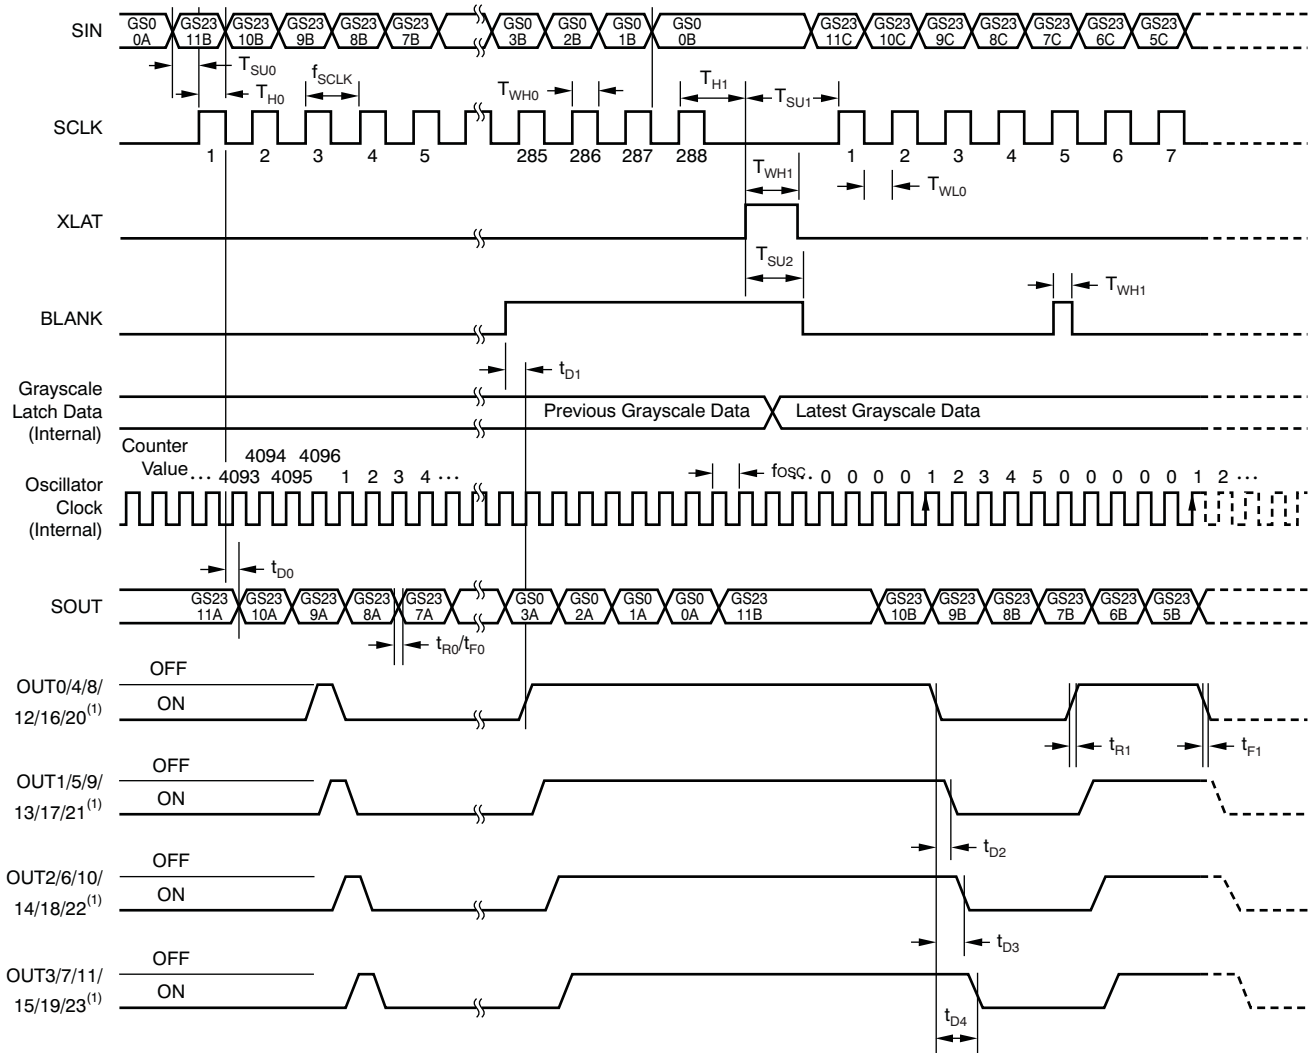 SIN
GS0 0A
GS23 11B
GS23 10B
GS23 9B
GS23 8B
GS23 7B
GS0 3B
GS0 2B
GS0 1B
GS0 0B
GS23 11C
GS23 10C
GS23 9C
GS23 8C
GS23 7C
GS23 6C
GS23 5C
TSU0
fSCLK
TH0
TWH0
TH1
TSU1
SCLK
1 2 3 4 5 285 286 287 288 1 2 3 4 5 6 7
TWH1
TWL0
XLAT
TSU2
TWH1
BLANK
tD1
Grayscale
Latch Data
(Internal)
Previous Grayscale Data
Latest Grayscale Data
Counter
Value
4094 4096
... 4093 4095 1 2 3 4 ...
fosc
... 0 0 0 0 1 2 3 4 5 0 0 0 0 0 1 2 ...
Oscillator
Clock
(Internal)
tD0
SOUT
GS23 11A
GS23 10A
GS23 9A
GS23 8A
GS23 7A
GS0 3A
GS0 2A
GS0 1A
GS0 0A
GS23 11B
GS23 10B
GS23 9B
GS23 8B
GS23 7B
GS23 6B
GS23 5B
tR0/tF0
OFF
OUT0/4/8/
ON
12/16/20(1)
tR1
tF1
OFF
OUT1/5/9/
ON
13/17/21(1)
tD2
OFF
OUT2/6/10/
ON
14/18/22(1)
tD3
OFF
OUT3/7/11/
ON
15/19/23(1)
tD4